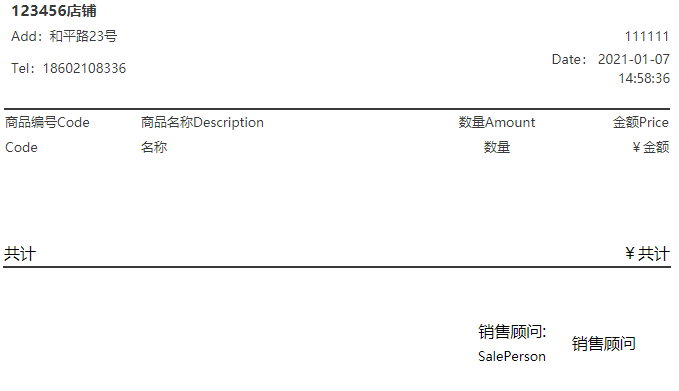 123456店铺
Add：和平路23号
111111
Tel：18602108336
Date： 2021-01-07
14:58:36
商品编号Code 商品名称Description 数量Amount 金额Price
Code 名称 数量 ￥金额
共计 ￥共计
销售顾问: 销售顾问
SalePerson